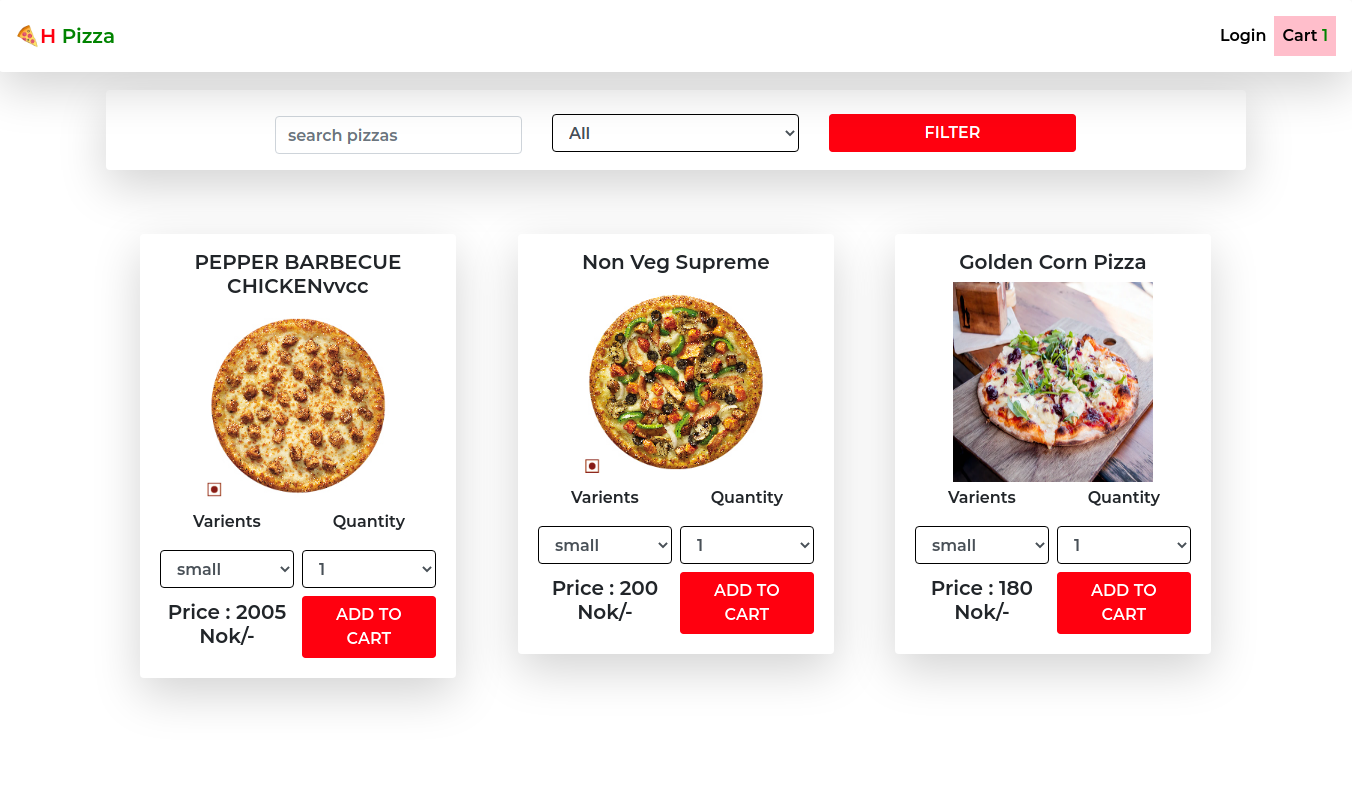 H Pizza
Login Cart 1
search pizzas All FILTER
PEPPER BARBECUE
CHICKENvvcc
Varients Quantity
small 1
Price : 2005
Nok/-
ADD TO
CART
Non Veg Supreme
Varients Quantity
small 1
Price : 200
Nok/-
ADD TO
CART
Golden Corn Pizza
Varients Quantity
small 1
Price : 180
Nok/-
ADD TO
CART